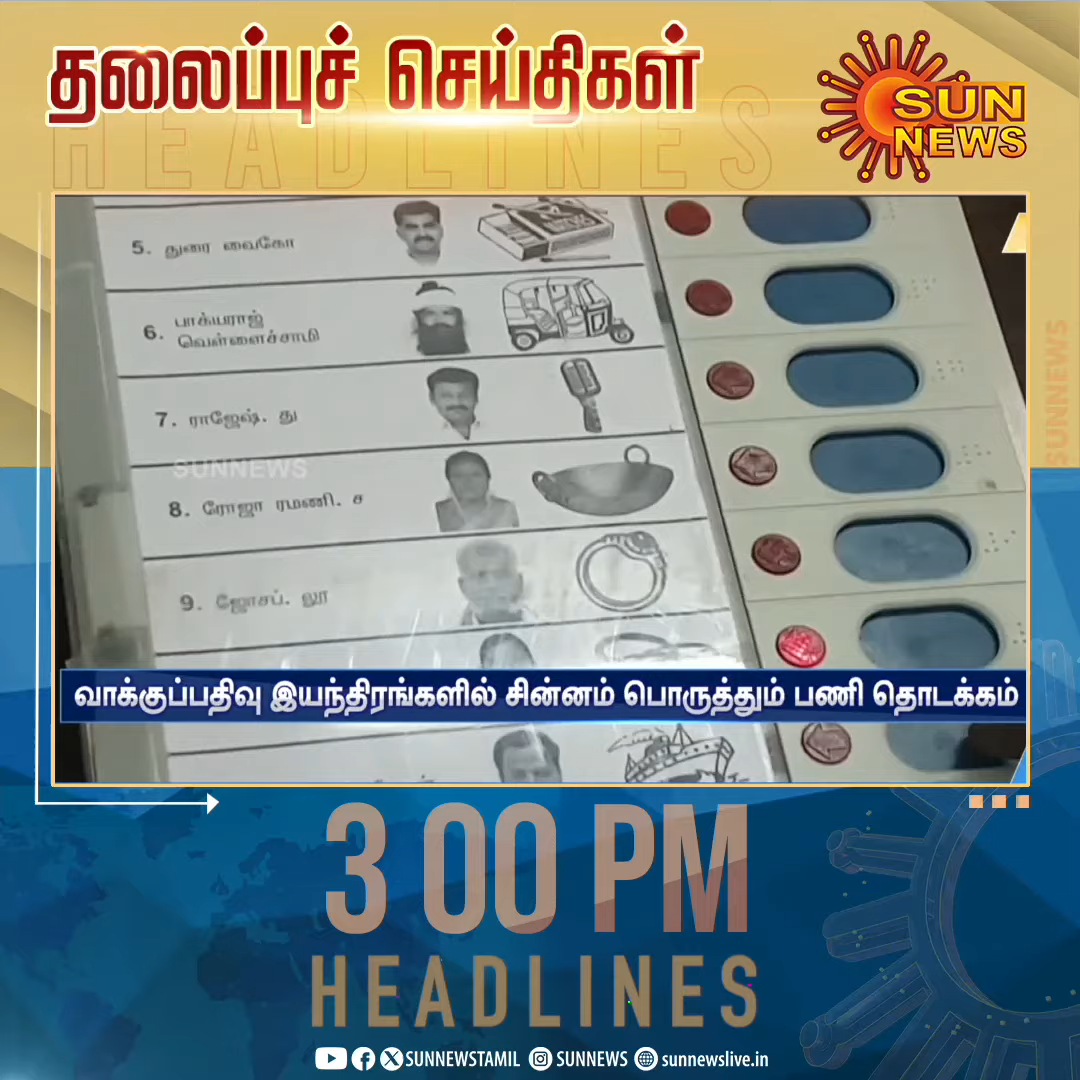 தலைப்புச் செய்திகள்
SUN
NEWS
HEADLINES
5. துரை வைகோ
6. பாக்யராஜ்
வெள்ளைச்சாமி
7. ராஜேஷ். து
SUNNEWS
8. ரோஜா ரமணி. ச
9. ஜோசப். லூ
SUNNEWS
வாக்குப்பதிவு இயந்திரங்களில் சின்னம் பொருத்தும் பணி தொடக்கம்
3 00 PM
HEADLINES
SUNNEWSTAMIL SUNNEWS sunnewslive.in